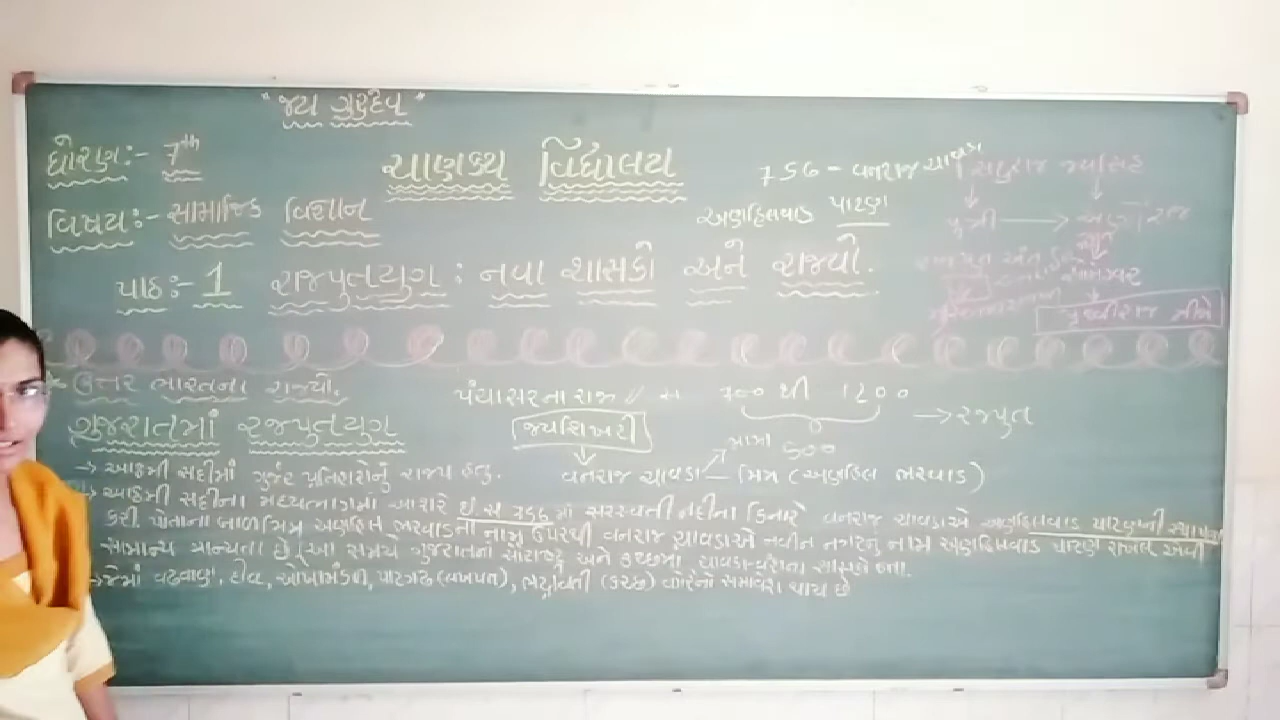 "જય ગુરુદેવ"
ધોરણ:- 7th
ચાણક્ય વિદ્યાલય
વિષય:- સામાજિક વિજ્ઞાન
પાઠ:- 1 રાજપૂતયુગ : નવા શાસકો અને રાજ્યો.
756 - વનરાજ ચાવડા
અણહિલવાડ પાટણ
જયસિંહ
પુત્રી →
પૃથ્વીરાજ ત્રીજો
ઉત્તર ભારતના રાજ્યો.
ગુજરાતમાં રાજપૂતયુગ
પંચાસરના રાજા
700 થી 1200
500
→ રાજપૂત
જયશિખરી
વનરાજ ચાવડા - મિત્ર (અણહિલ ભરવાડ)
→ આઠમી સદીમાં ગુર્જર પ્રતિહારોનું રાજ્ય હતું.
→ આઠમી સદીના મધ્યભાગમાં આશરે ઈ.સ 756 માં સરસ્વતી નદીના કિનારે વનરાજ ચાવડાએ અણહિલવાડ પાટણની સ્થાપના
કરી. પોતાના બાળમિત્ર અણહિલ ભરવાડના નામ ઉપરથી વનરાજ ચાવડાએ નવીન નગરનું નામ અણહિલવાડ પાટણ રાખેલ એવી
સામાન્ય માન્યતા છે. (આ સમયે ગુજરાતના સૌરાષ્ટ્ર અને કચ્છમાં ચાવડા-વંશના શાસકો હતા.
→ જેમાં વઢવાણ, દીવ, ઓખામંડળ, પાટગઢ (લખપત), ભદ્રાવતી (કચ્છ) વગેરેનો સમાવેશ થાય છે